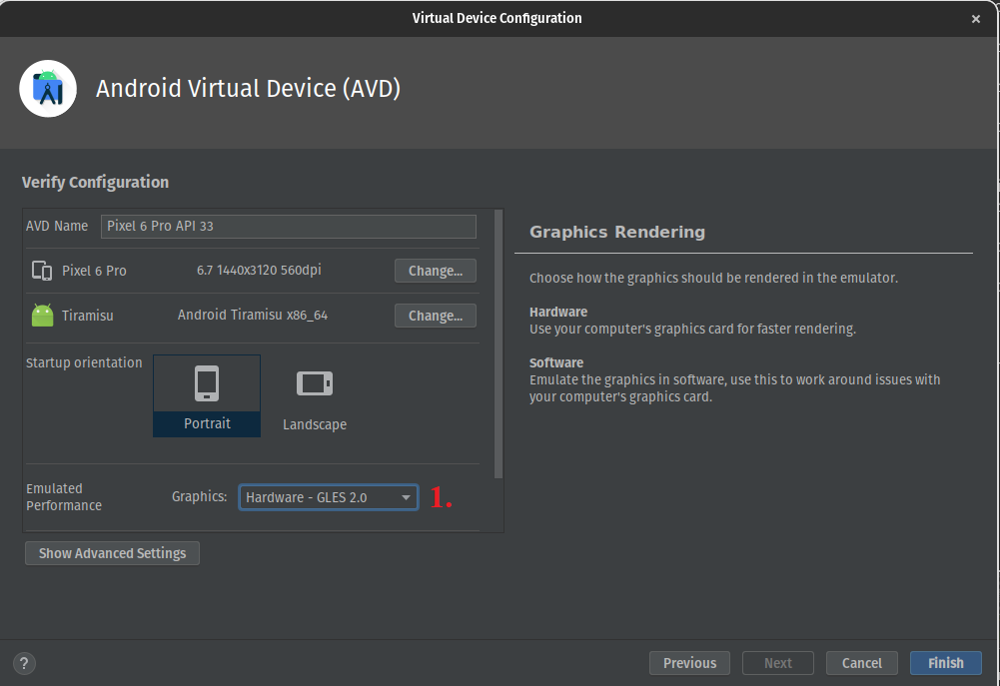 Virtual Device Configuration
×
Android Virtual Device (AVD)
Verify Configuration
AVD Name
Pixel 6 Pro API 33
Pixel 6 Pro
6.7 1440x3120 560dpi
Change...
Tiramisu
Android Tiramisu x86_64
Change...
Startup orientation
Portrait
Landscape
Emulated
Performance
Graphics:
Hardware - GLES 2.0
1.
Show Advanced Settings
Graphics Rendering
Choose how the graphics should be rendered in the emulator.
Hardware
Use your computer's graphics card for faster rendering.
Software
Emulate the graphics in software, use this to work around issues with
your computer's graphics card.
?
Previous
Next
Cancel
Finish